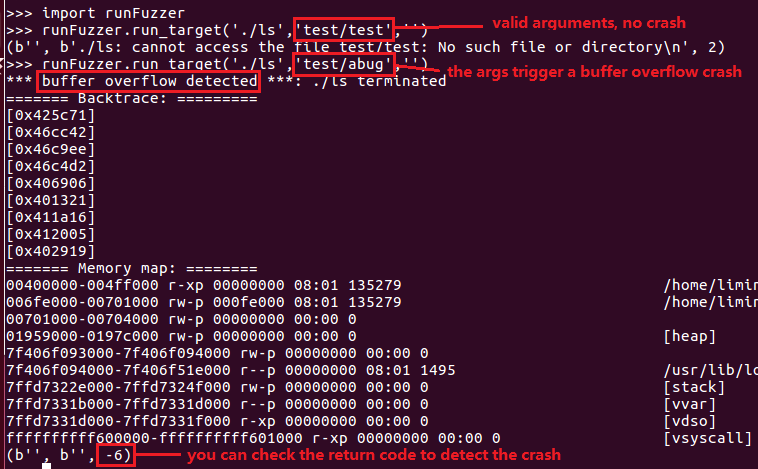 >>> import runFuzzer
>>> runFuzzer.run_target('./ls','test/test','') valid arguments, no crash
(b'', b'./ls: cannot access the file test/test: No such file or directory\n', 2)
>>> runFuzzer.run_target('./ls','test/abug','') the args trigger a buffer overflow crash
*** buffer overflow detected ***: ./ls terminated
======= Backtrace: =========
[0x425c71]
[0x46cc42]
[0x46c9ee]
[0x46c4d2]
[0x406906]
[0x401321]
[0x411a16]
[0x412005]
[0x402919]
======= Memory map: ========
00400000-004ff000 r-xp 00000000 08:01 135279 /home/limin
006fe000-00701000 rw-p 000fe000 08:01 135279 /home/limin
00701000-00704000 rw-p 00000000 00:00 0
01959000-0197c000 rw-p 00000000 00:00 0 [heap]
7f406f093000-7f406f094000 rw-p 00000000 00:00 0
7f406f094000-7f406f51e000 r--p 00000000 08:01 1495 /usr/lib/lo
7ffd7322e000-7ffd7324f000 rw-p 00000000 00:00 0 [stack]
7ffd7331b000-7ffd7331d000 r--p 00000000 00:00 0 [vvar]
7ffd7331d000-7ffd7331f000 r-xp 00000000 00:00 0 [vdso]
ffffffffff600000-ffffffffff601000 r-xp 00000000 00:00 0 [vsyscall]
(b'', b'', -6) you can check the return code to detect the crash